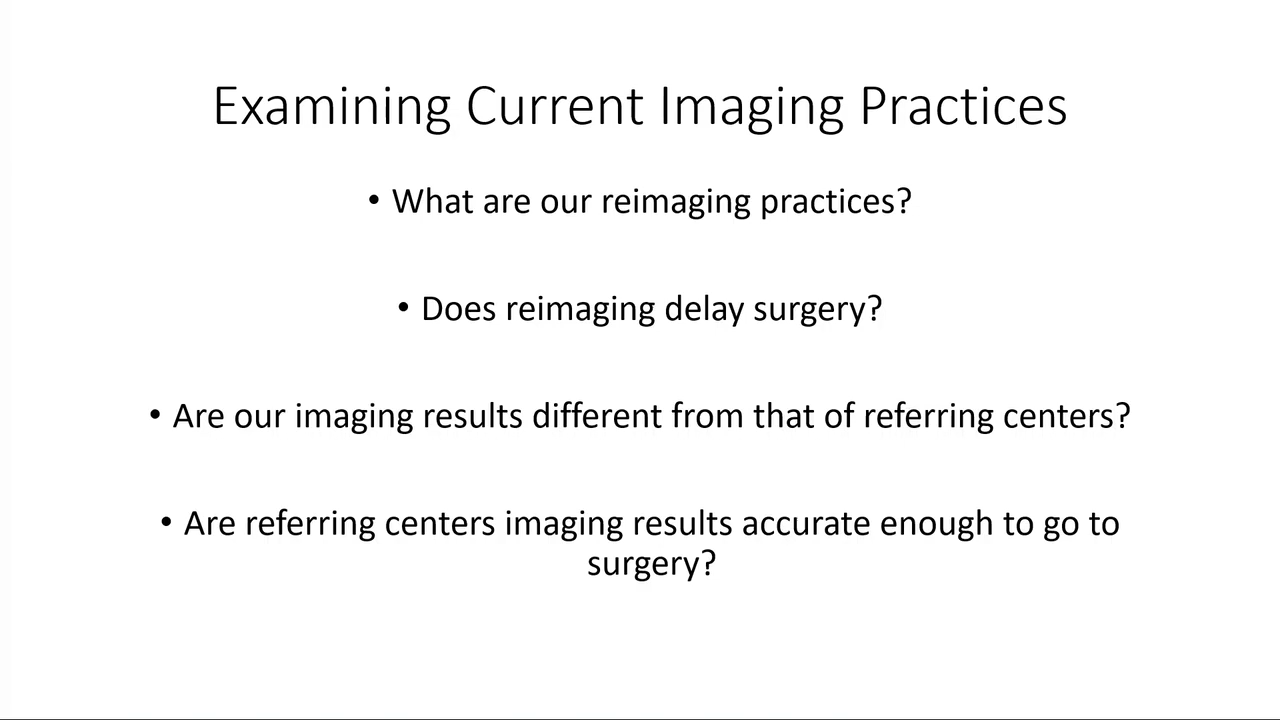 Examining Current Imaging Practices
• What are our reimaging practices?
• Does reimaging delay surgery?
• Are our imaging results different from that of referring centers?
• Are referring centers imaging results accurate enough to go to
surgery?